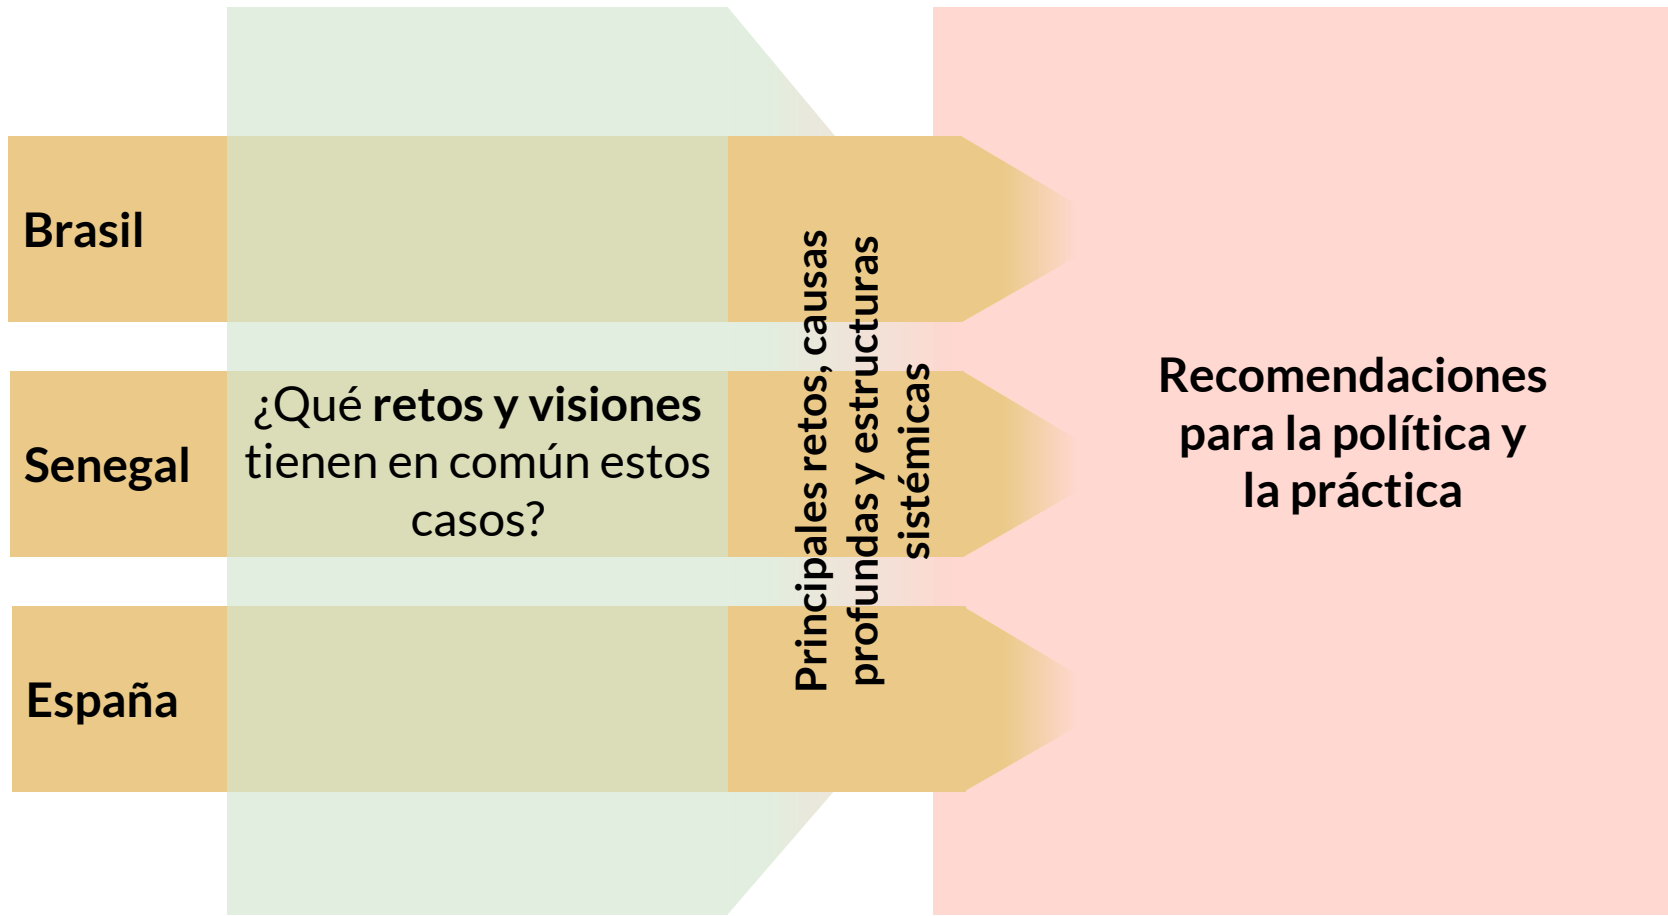 Brasil
Senegal
España
¿Qué retos y visiones
tienen en común estos
casos?
Principales retos, causas
profundas y estructuras
sistémicas
Recomendaciones
para la política y
la práctica